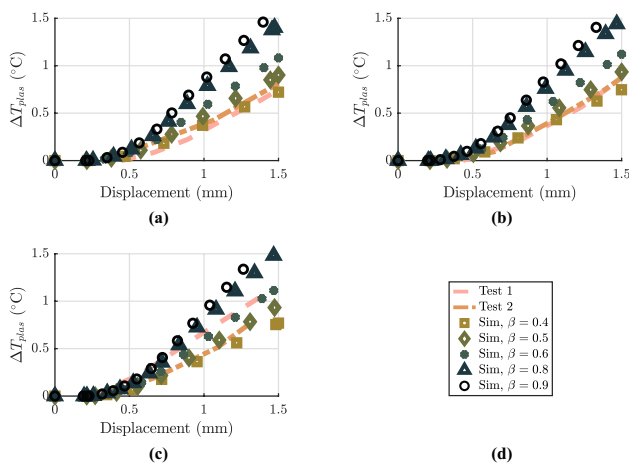 1.5
1
0.5
0
ΔT_plas (°C)
0 0.5 1 1.5
Displacement (mm)
(a)
1.5
1
0.5
0
ΔT_plas (°C)
0 0.5 1 1.5
Displacement (mm)
(b)
1.5
1
0.5
0
ΔT_plas (°C)
0 0.5 1 1.5
Displacement (mm)
(c)
Test 1
Test 2
Sim, β = 0.4
Sim, β = 0.5
Sim, β = 0.6
Sim, β = 0.8
Sim, β = 0.9
(d)